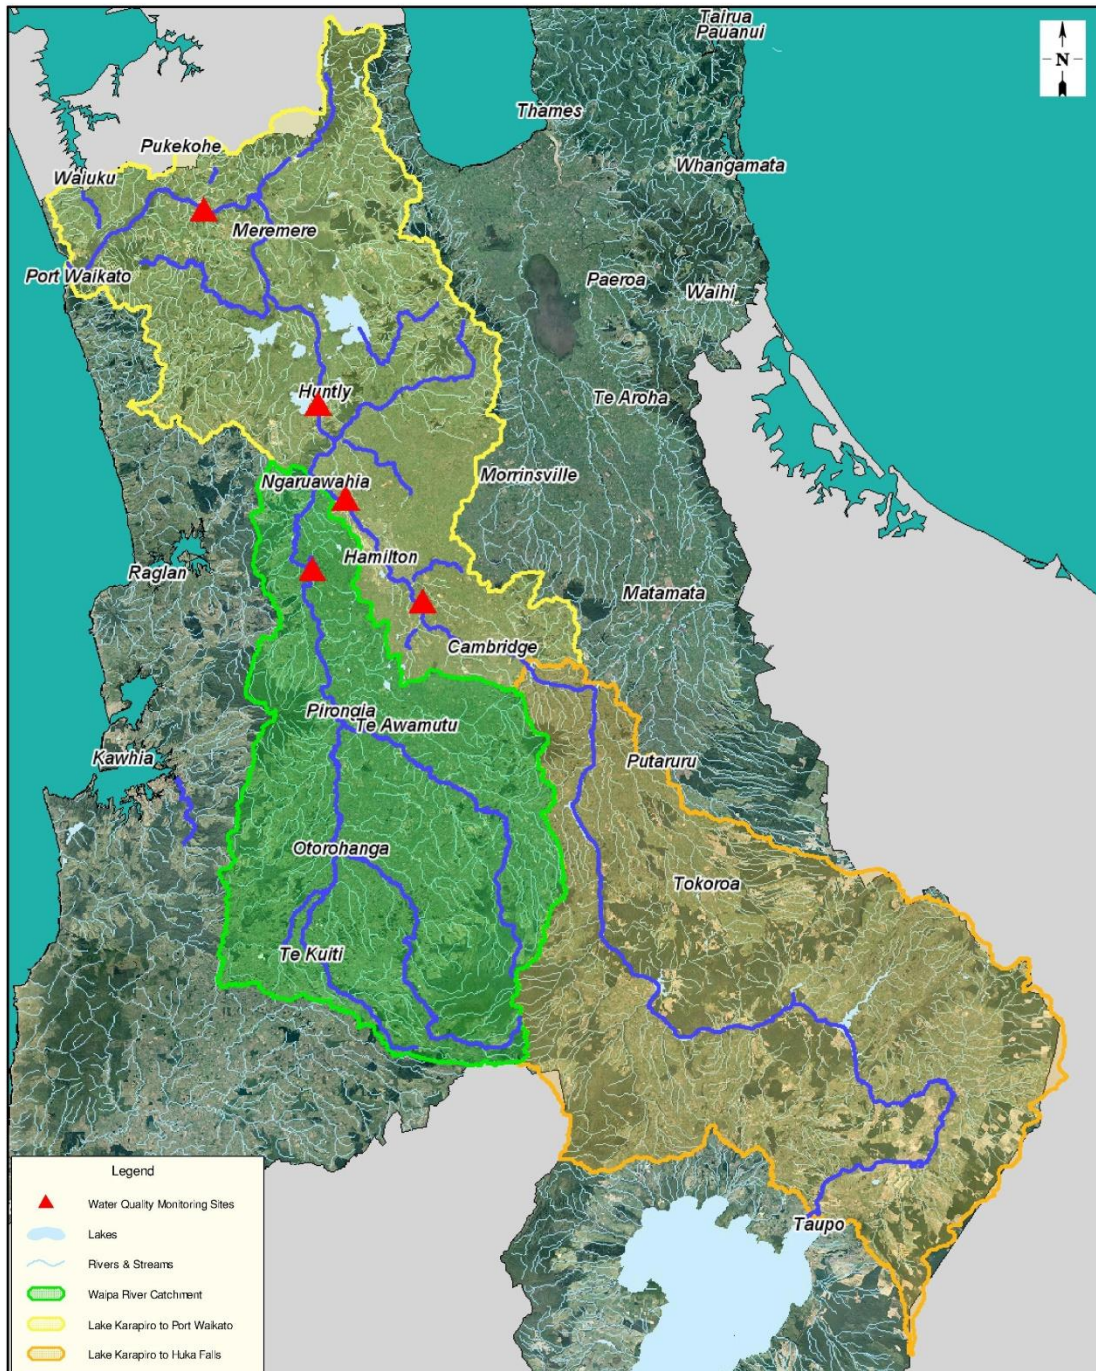 Tairua
Pauanui
N
Thames
Pukekohe
Whangamata
Waiuku
Meremere
Port Waikato
Paeroa
Waihi
Huntly
Te Aroha
Ngaruawahia
Morrinsville
Hamilton
Raglan
Matamata
Cambridge
Pirongia
Te Awamutu
Kawhia
Putaruru
Otorohanga
Tokoroa
Te Kuiti
Taupo
Legend
Water Quality Monitoring Sites
Lakes
Rivers & Streams
Waipa River Catchment
Lake Karapiro to Port Waikato
Lake Karapiro to Huka Falls